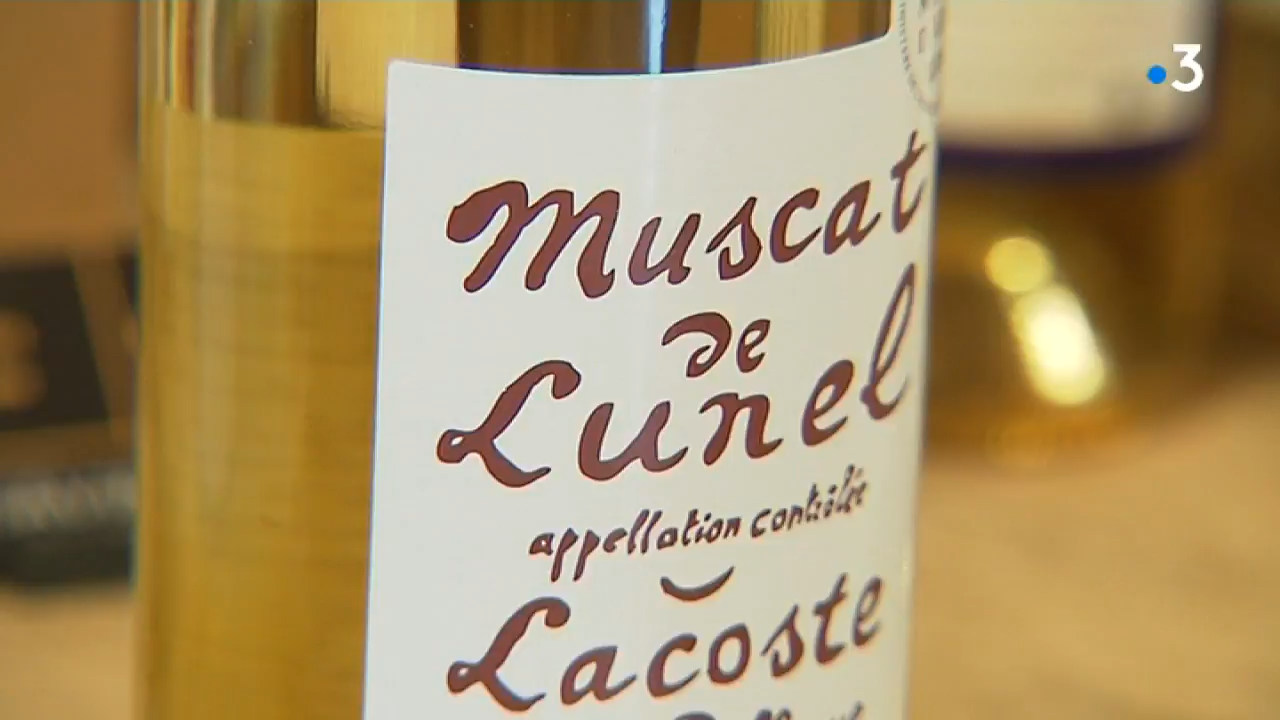 3
Muscat
de
Lunel
appellation contrôlée
Lacoste